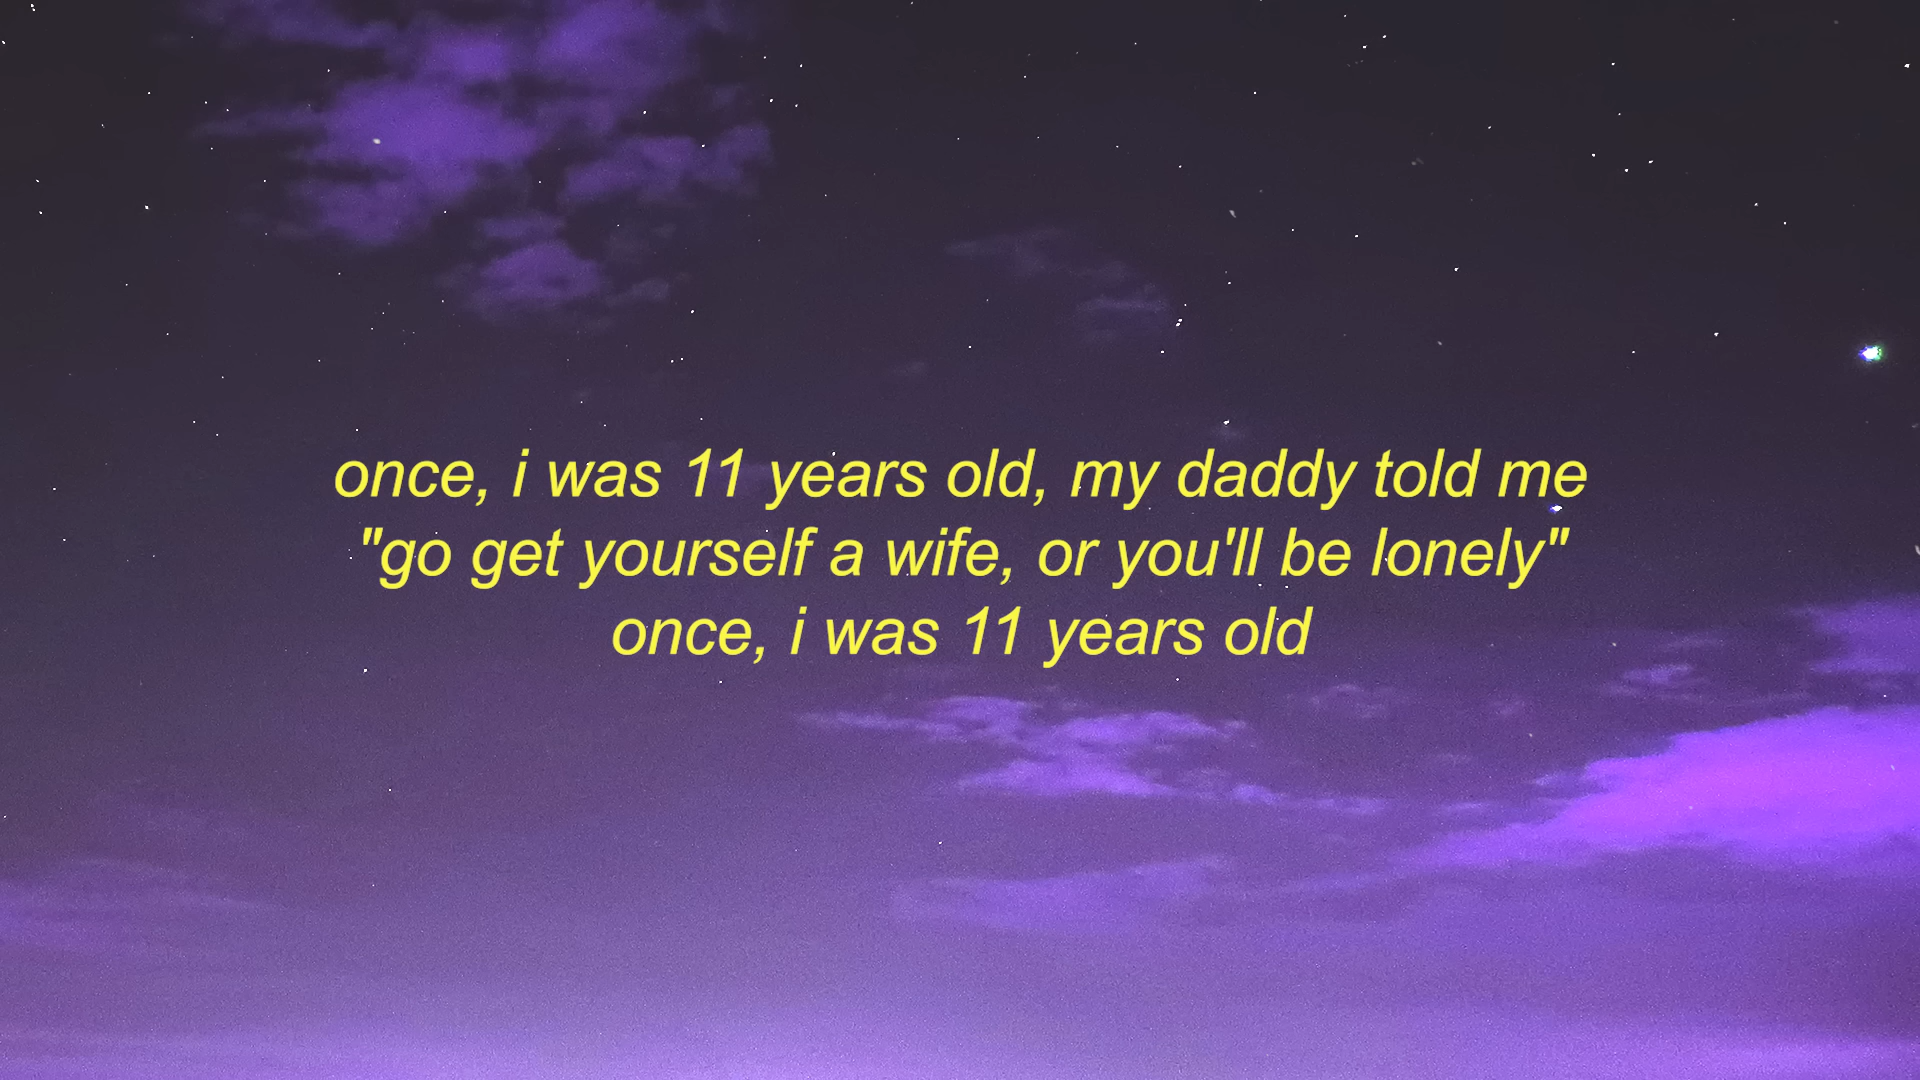 once, i was 11 years old, my daddy told me
"go get yourself a wife, or you'll be lonely"
once, i was 11 years old